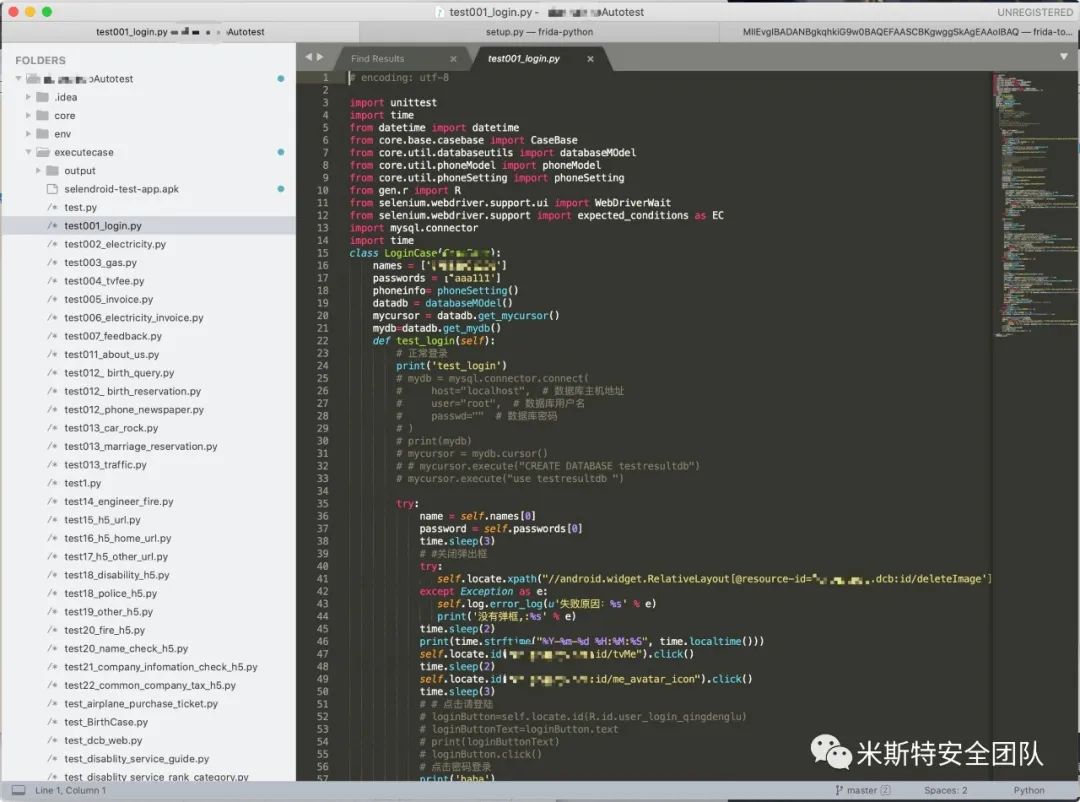 test001_login.py - Autotest
UNREGISTERED
test001_login.py — Autotest
setup.py — frida-python
MIIEvgIBADANBgkqhkiG9w0BAQEFAASCBKgwggSkAgEAAoIBAQ — frida-to...
FOLDERS
Autotest
.idea
core
env
executecase
output
selendroid-test-app.apk
/* test.py
/* test001_login.py
/* test002_electricity.py
/* test003_gas.py
/* test004_tvfee.py
/* test005_invoice.py
/* test006_electricity_invoice.py
/* test007_feedback.py
/* test011_about_us.py
/* test012_ birth_query.py
/* test012_ birth_reservation.py
/* test012_phone_newspaper.py
/* test013_car_rock.py
/* test013_marriage_reservation.py
/* test013_traffic.py
/* test1.py
/* test14_engineer_fire.py
/* test15_h5_url.py
/* test16_h5_home_url.py
/* test17_h5_other_url.py
/* test18_disability_h5.py
/* test18_police_h5.py
/* test19_other_h5.py
/* test20_fire_h5.py
/* test20_name_check_h5.py
/* test21_company_infomation_check_h5.py
/* test22_common_company_tax_h5.py
/* test_airplane_purchase_ticket.py
/* test_BirthCase.py
/* test_dcb_web.py
/* test_disablity_service_guide.py
/* test_disablity_service_rank_category.py
Find Results ×
test001_login.py ×
1 # encoding: utf-8
2
3 import unittest
4 import time
5 from datetime import datetime
6 from core.base.casebase import CaseBase
7 from core.util.databaseutils import databaseMOdel
8 from core.util.phoneModel import phoneModel
9 from core.util.phoneSetting import phoneSetting
10 from gen.r import R
11 from selenium.webdriver.support.ui import WebDriverWait
12 from selenium.webdriver.support import expected_conditions as EC
13 import mysql.connector
14 import time
15 class LoginCase( ):
16 names = [' ']
17 passwords = ['aaa111']
18 phoneinfo= phoneSetting()
19 datadb = databaseMOdel()
20 mycursor = datadb.get_mycursor()
21 mydb=datadb.get_mydb()
22 def test_login(self):
23 # 正常登录
24 print('test_login')
25 # mydb = mysql.connector.connect(
26 # host="localhost", # 数据库主机地址
27 # user="root", # 数据库用户名
28 # passwd="" # 数据库密码
29 # )
30 # print(mydb)
31 # mycursor = mydb.cursor()
32 # # mycursor.execute("CREATE DATABASE testresultdb")
33 # mycursor.execute("use testresultdb ")
34
35 try:
36 name = self.names[0]
37 password = self.passwords[0]
38 time.sleep(3)
39 # #关闭弹出框
40 try:
41 self.locate.xpath("//android.widget.RelativeLayout[@resource-id=" .dcb:id/deleteImage']
42 except Exception as e:
43 self.log.error_log(u'失败原因: %s' % e)
44 print('没有弹框,:%s' % e)
45 time.sleep(2)
46 print(time.strftime("%Y-%m-%d %H:%M:%S", time.localtime()))
47 self.locate.id(" id/tvMe").click()
48 time.sleep(2)
49 self.locate.id(" :id/me_avatar_icon").click()
50 time.sleep(3)
51 # # 点击请登陆
52 # loginButton=self.locate.id(R.id.user_login_qingdenglu)
53 # loginButtonText=loginButton.text
54 # print(loginButtonText)
55 # loginButton.click()
56 # 点击密码登录
57 print('haha')
米斯特安全团队
Line 1, Column 1
master 2
Spaces: 2
Python